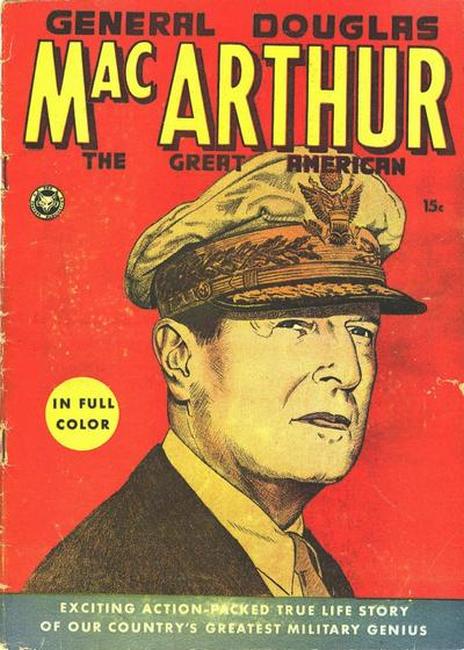 GENERAL DOUGLAS
MACARTHUR
THE GREAT AMERICAN
15c
IN FULL
COLOR
EXCITING ACTION-PACKED TRUE LIFE STORY
OF OUR COUNTRY'S GREATEST MILITARY GENIUS